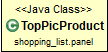 <<Java Class>>
TopPicProduct
shopping_list.panel